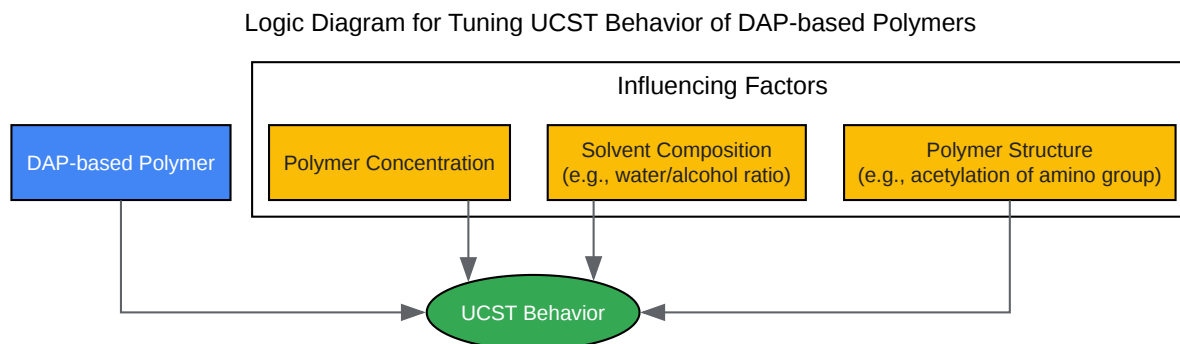 Logic Diagram for Tuning UCST Behavior of DAP-based Polymers
Influencing Factors
DAP-based Polymer
Polymer Concentration
Solvent Composition
(e.g., water/alcohol ratio)
Polymer Structure
(e.g., acetylation of amino group)
UCST Behavior